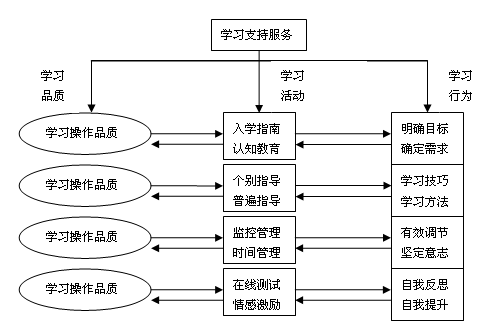 学习支持服务
学习
品质
学习
活动
学习
行为
学习操作品质
入学指南
认知教育
明确目标
确定需求
学习操作品质
个别指导
普遍指导
学习技巧
学习方法
学习操作品质
监控管理
时间管理
有效调节
坚定意志
学习操作品质
在线测试
情感激励
自我反思
自我提升